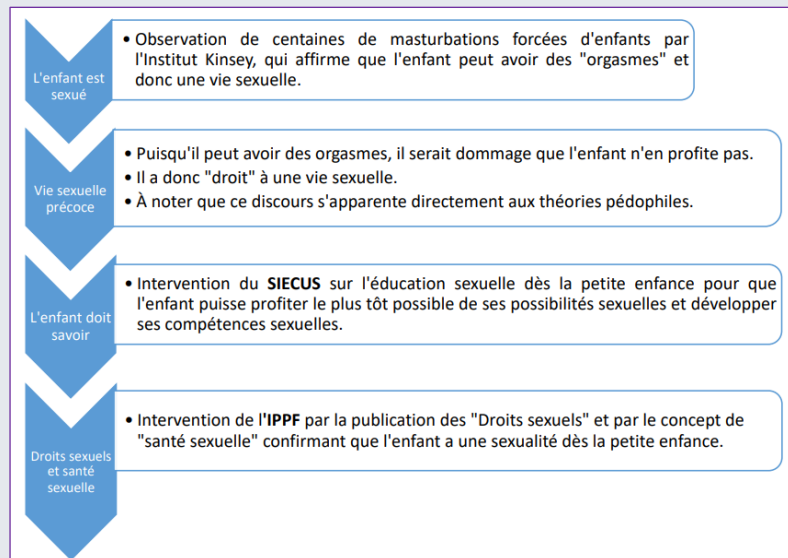 L'enfant est
sexué
• Observation de centaines de masturbations forcées d'enfants par
l'Institut Kinsey, qui affirme que l'enfant peut avoir des "orgasmes" et
donc une vie sexuelle.
Vie sexuelle
précoce
• Puisqu'il peut avoir des orgasmes, il serait dommage que l'enfant n'en profite pas.
• Il a donc "droit" à une vie sexuelle.
• À noter que ce discours s'apparente directement aux théories pédophiles.
L'enfant doit
savoir
• Intervention du SIECUS sur l'éducation sexuelle dès la petite enfance pour que
l'enfant puisse profiter le plus tôt possible de ses possibilités sexuelles et développer
ses compétences sexuelles.
Droits sexuels
et santé
sexuelle
• Intervention de l'IPPF par la publication des "Droits sexuels" et par le concept de
"santé sexuelle" confirmant que l'enfant a une sexualité dès la petite enfance.